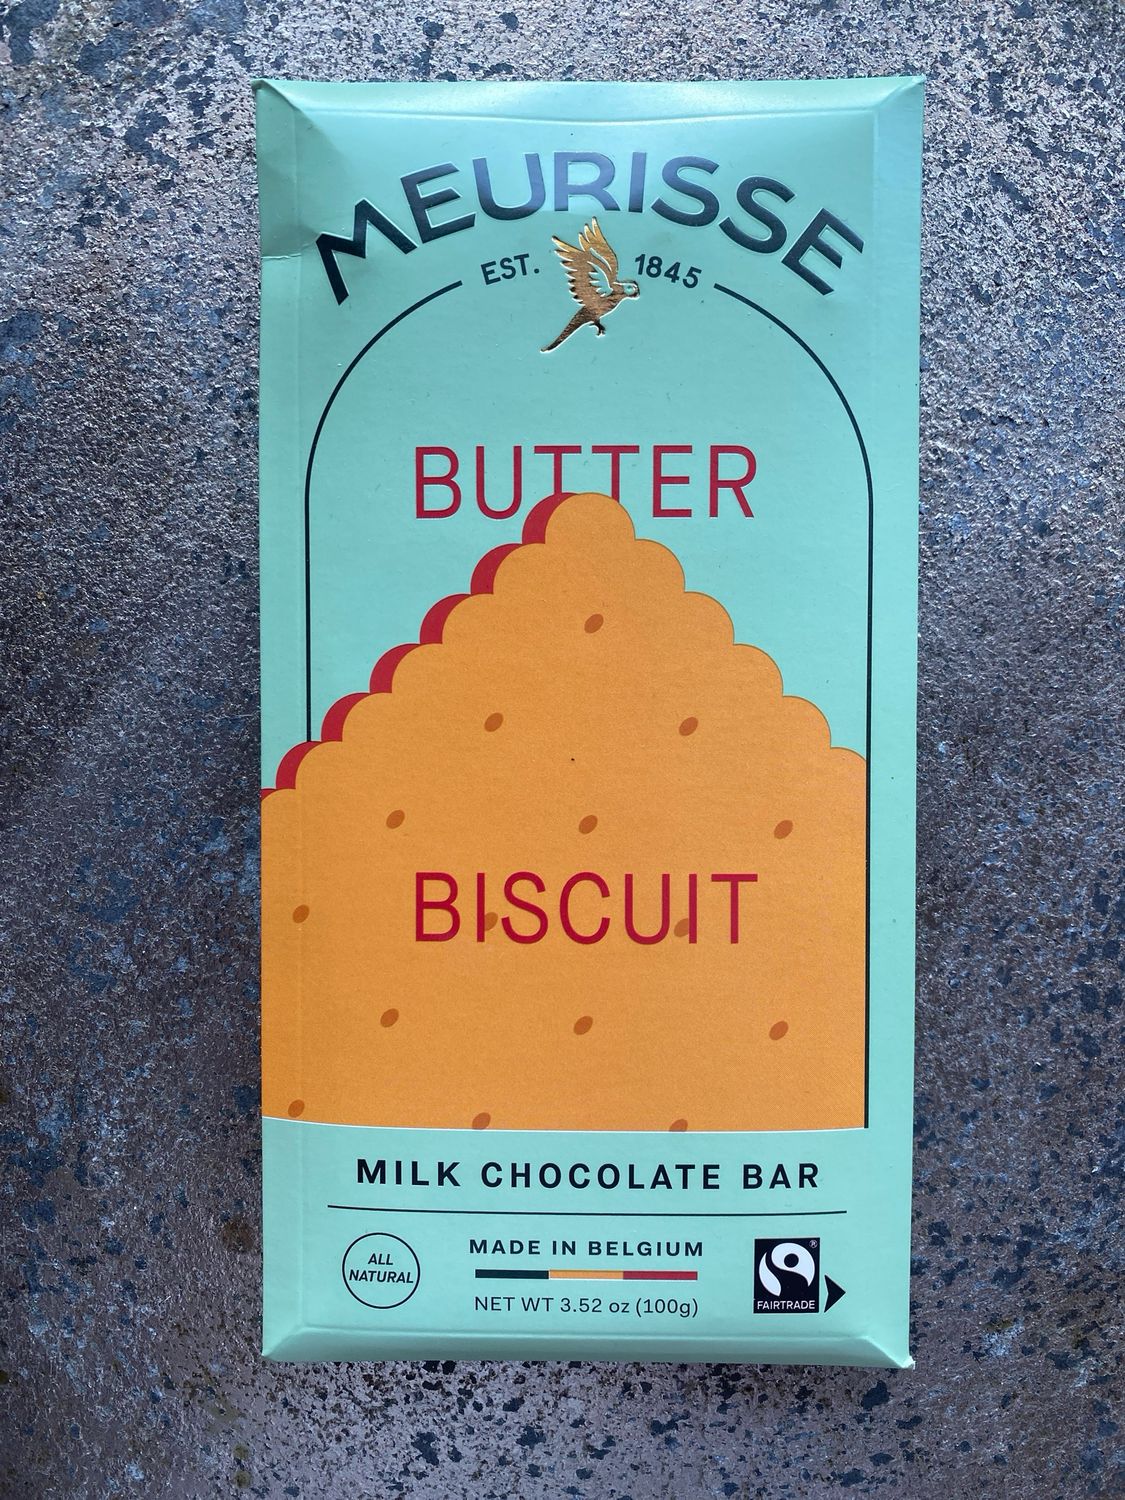 MEURISSE
EST. 1845
BUTTER
BISCUIT
MILK CHOCOLATE BAR
ALL
NATURAL
MADE IN BELGIUM
NET WT 3.52 oz (100g)
®
FAIRTRADE